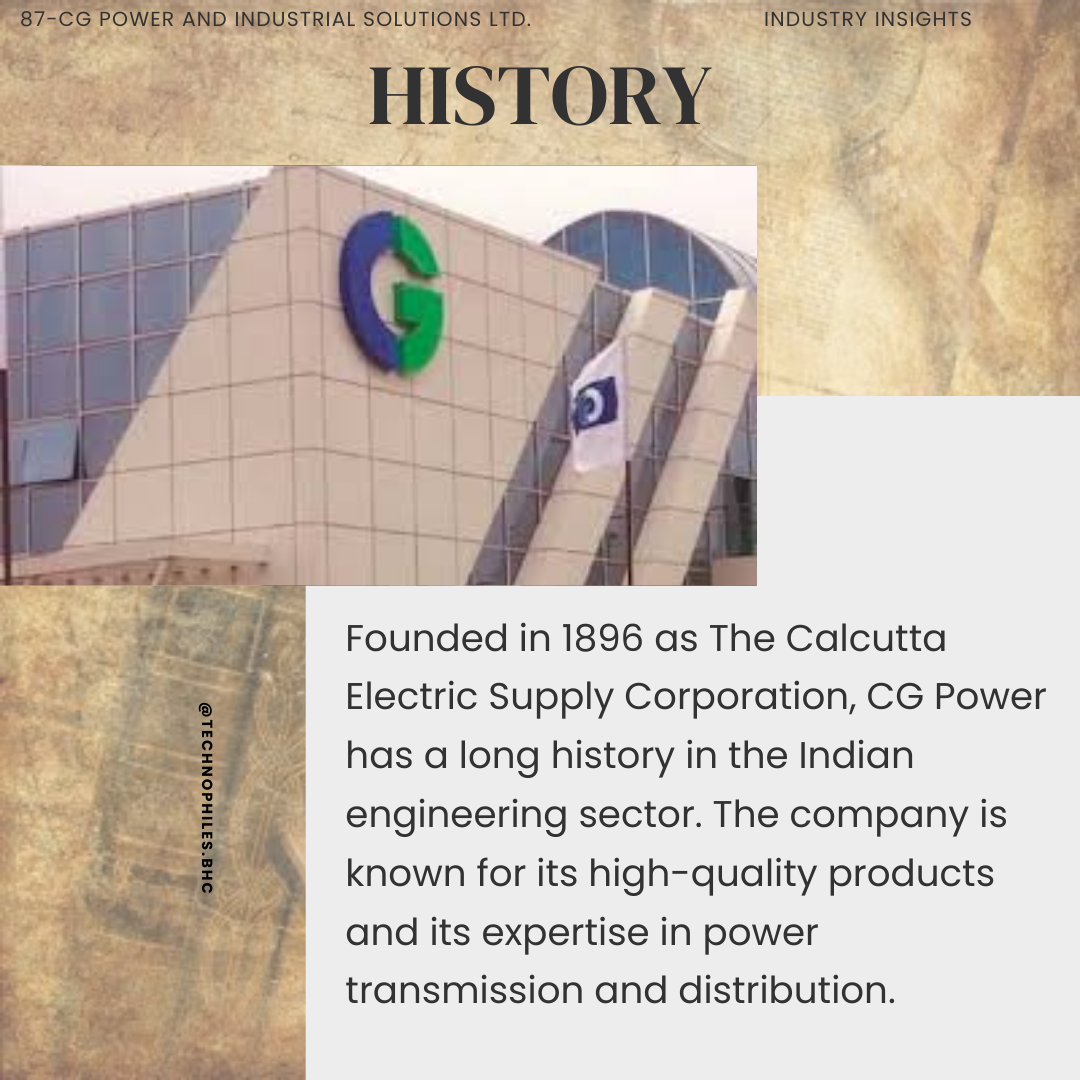 87-CG POWER AND INDUSTRIAL SOLUTIONS LTD.
INDUSTRY INSIGHTS
HISTORY
G
Founded in 1896 as The Calcutta
Electric Supply Corporation, CG Power
has a long history in the Indian
engineering sector. The company is
known for its high-quality products
and its expertise in power
transmission and distribution.
@TECHNOPHILES.BHC